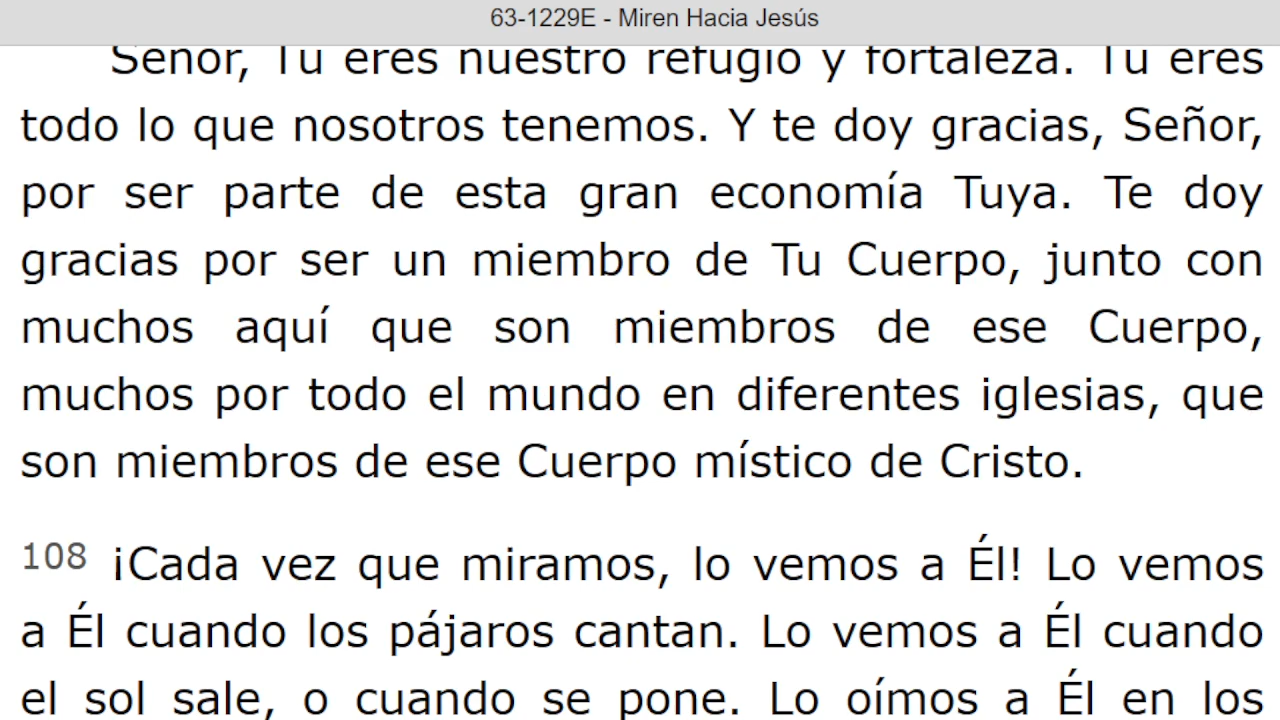 63-1229E - Miren Hacia Jesús
Señor, Tú eres nuestro refugio y fortaleza. Tú eres
todo lo que nosotros tenemos. Y te doy gracias, Señor,
por ser parte de esta gran economía Tuya. Te doy
gracias por ser un miembro de Tu Cuerpo, junto con
muchos aquí que son miembros de ese Cuerpo,
muchos por todo el mundo en diferentes iglesias, que
son miembros de ese Cuerpo místico de Cristo.
108 ¡Cada vez que miramos, lo vemos a Él! Lo vemos
a Él cuando los pájaros cantan. Lo vemos a Él cuando
el sol sale, o cuando se pone. Lo oímos a Él en los